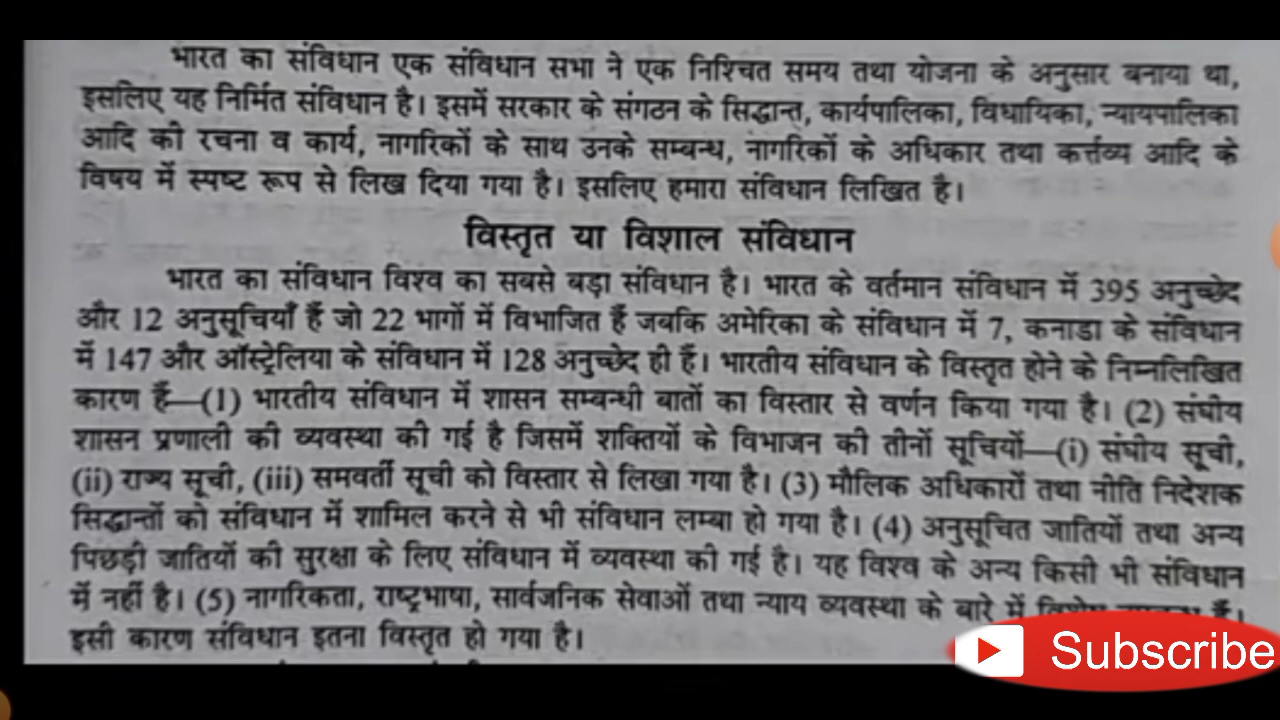 भारत का संविधान एक संविधान सभा ने एक निश्चित समय तथा योजना के अनुसार बनाया था,
इसलिए यह निर्मित संविधान है। इसमें सरकार के संगठन के सिद्धान्त, कार्यपालिका, विधायिका, न्यायपालिका
आदि की रचना व कार्य, नागरिकों के साथ उनके सम्बन्ध, नागरिकों के अधिकार तथा कर्त्तव्य आदि के
विषय में स्पष्ट रूप से लिख दिया गया है। इसलिए हमारा संविधान लिखित है।
विस्तृत या विशाल संविधान
भारत का संविधान विश्व का सबसे बड़ा संविधान है। भारत के वर्तमान संविधान में 395 अनुच्छेद
और 12 अनुसूचियाँ हैं जो 22 भागों में विभाजित हैं जबकि अमेरिका के संविधान में 7, कनाडा के संविधान
में 147 और ऑस्ट्रेलिया के संविधान में 128 अनुच्छेद ही हैं। भारतीय संविधान के विस्तृत होने के निम्नलिखित
कारण हैं—(1) भारतीय संविधान में शासन सम्बन्धी बातों का विस्तार से वर्णन किया गया है। (2) संघीय
शासन प्रणाली की व्यवस्था की गई है जिसमें शक्तियों के विभाजन की तीनों सूचियों—(i) संघीय सूची,
(ii) राज्य सूची, (iii) समवर्ती सूची को विस्तार से लिखा गया है। (3) मौलिक अधिकारों तथा नीति निदेशक
सिद्धान्तों को संविधान में शामिल करने से भी संविधान लम्बा हो गया है। (4) अनुसूचित जातियों तथा अन्य
पिछड़ी जातियों की सुरक्षा के लिए संविधान में व्यवस्था की गई है। यह विश्व के अन्य किसी भी संविधान
में नहीं है। (5) नागरिकता, राष्ट्रभाषा, सार्वजनिक सेवाओं तथा न्याय व्यवस्था के बारे में
इसी कारण संविधान इतना विस्तृत हो गया है।
Subscribe